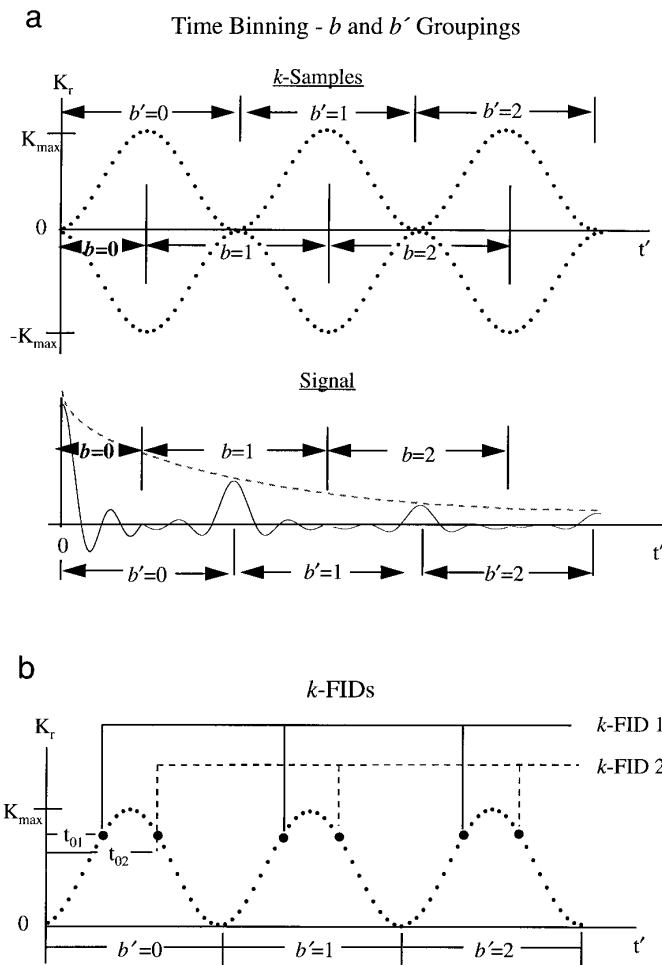 a
Time Binning - b and b′ Groupings
k-Samples
K_r
b′=0 b′=1 b′=2
K_max
0
b=0 b=1 b=2
t′
-K_max
Signal
b=0 b=1 b=2
0
t′
b′=0 b′=1 b′=2
b
k-FIDs
K_r
k-FID 1
k-FID 2
K_max
t_01
t_02
0
t′
b′=0 b′=1 b′=2